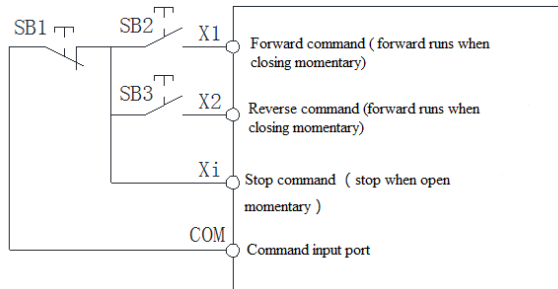 SB1
SB2
X1
Forward command ( forward runs when
closing momentary)
SB3
X2
Reverse command (forward runs when
closing momentary)
Xi
Stop command ( stop when open
momentary )
COM
Command input port